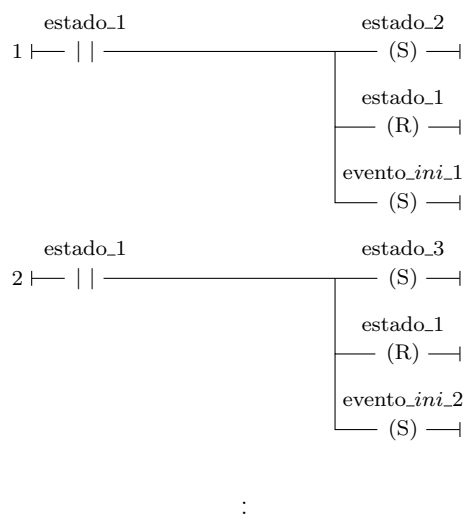 estado_1 estado_2
1 (S)
estado_1
(R)
evento_ini_1
(S)
estado_1 estado_3
2 (S)
estado_1
(R)
evento_ini_2
(S)
⋮